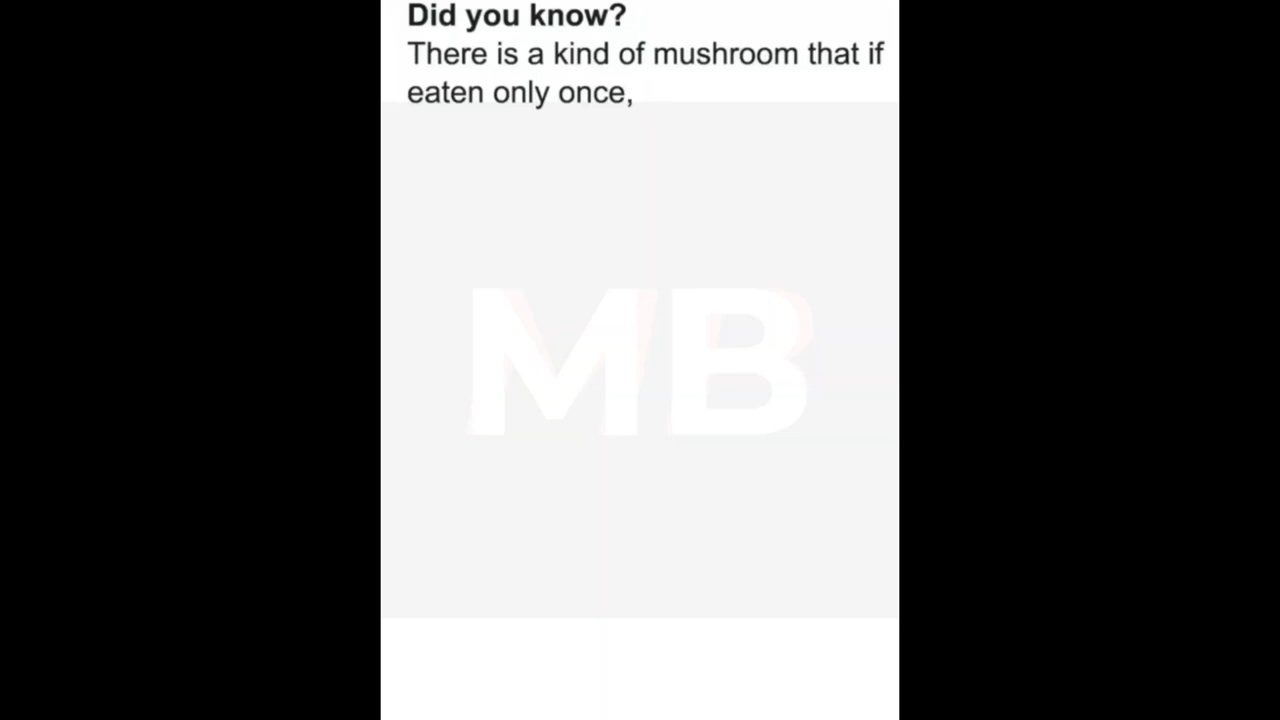 Did you know?
There is a kind of mushroom that if
eaten only once,
MB